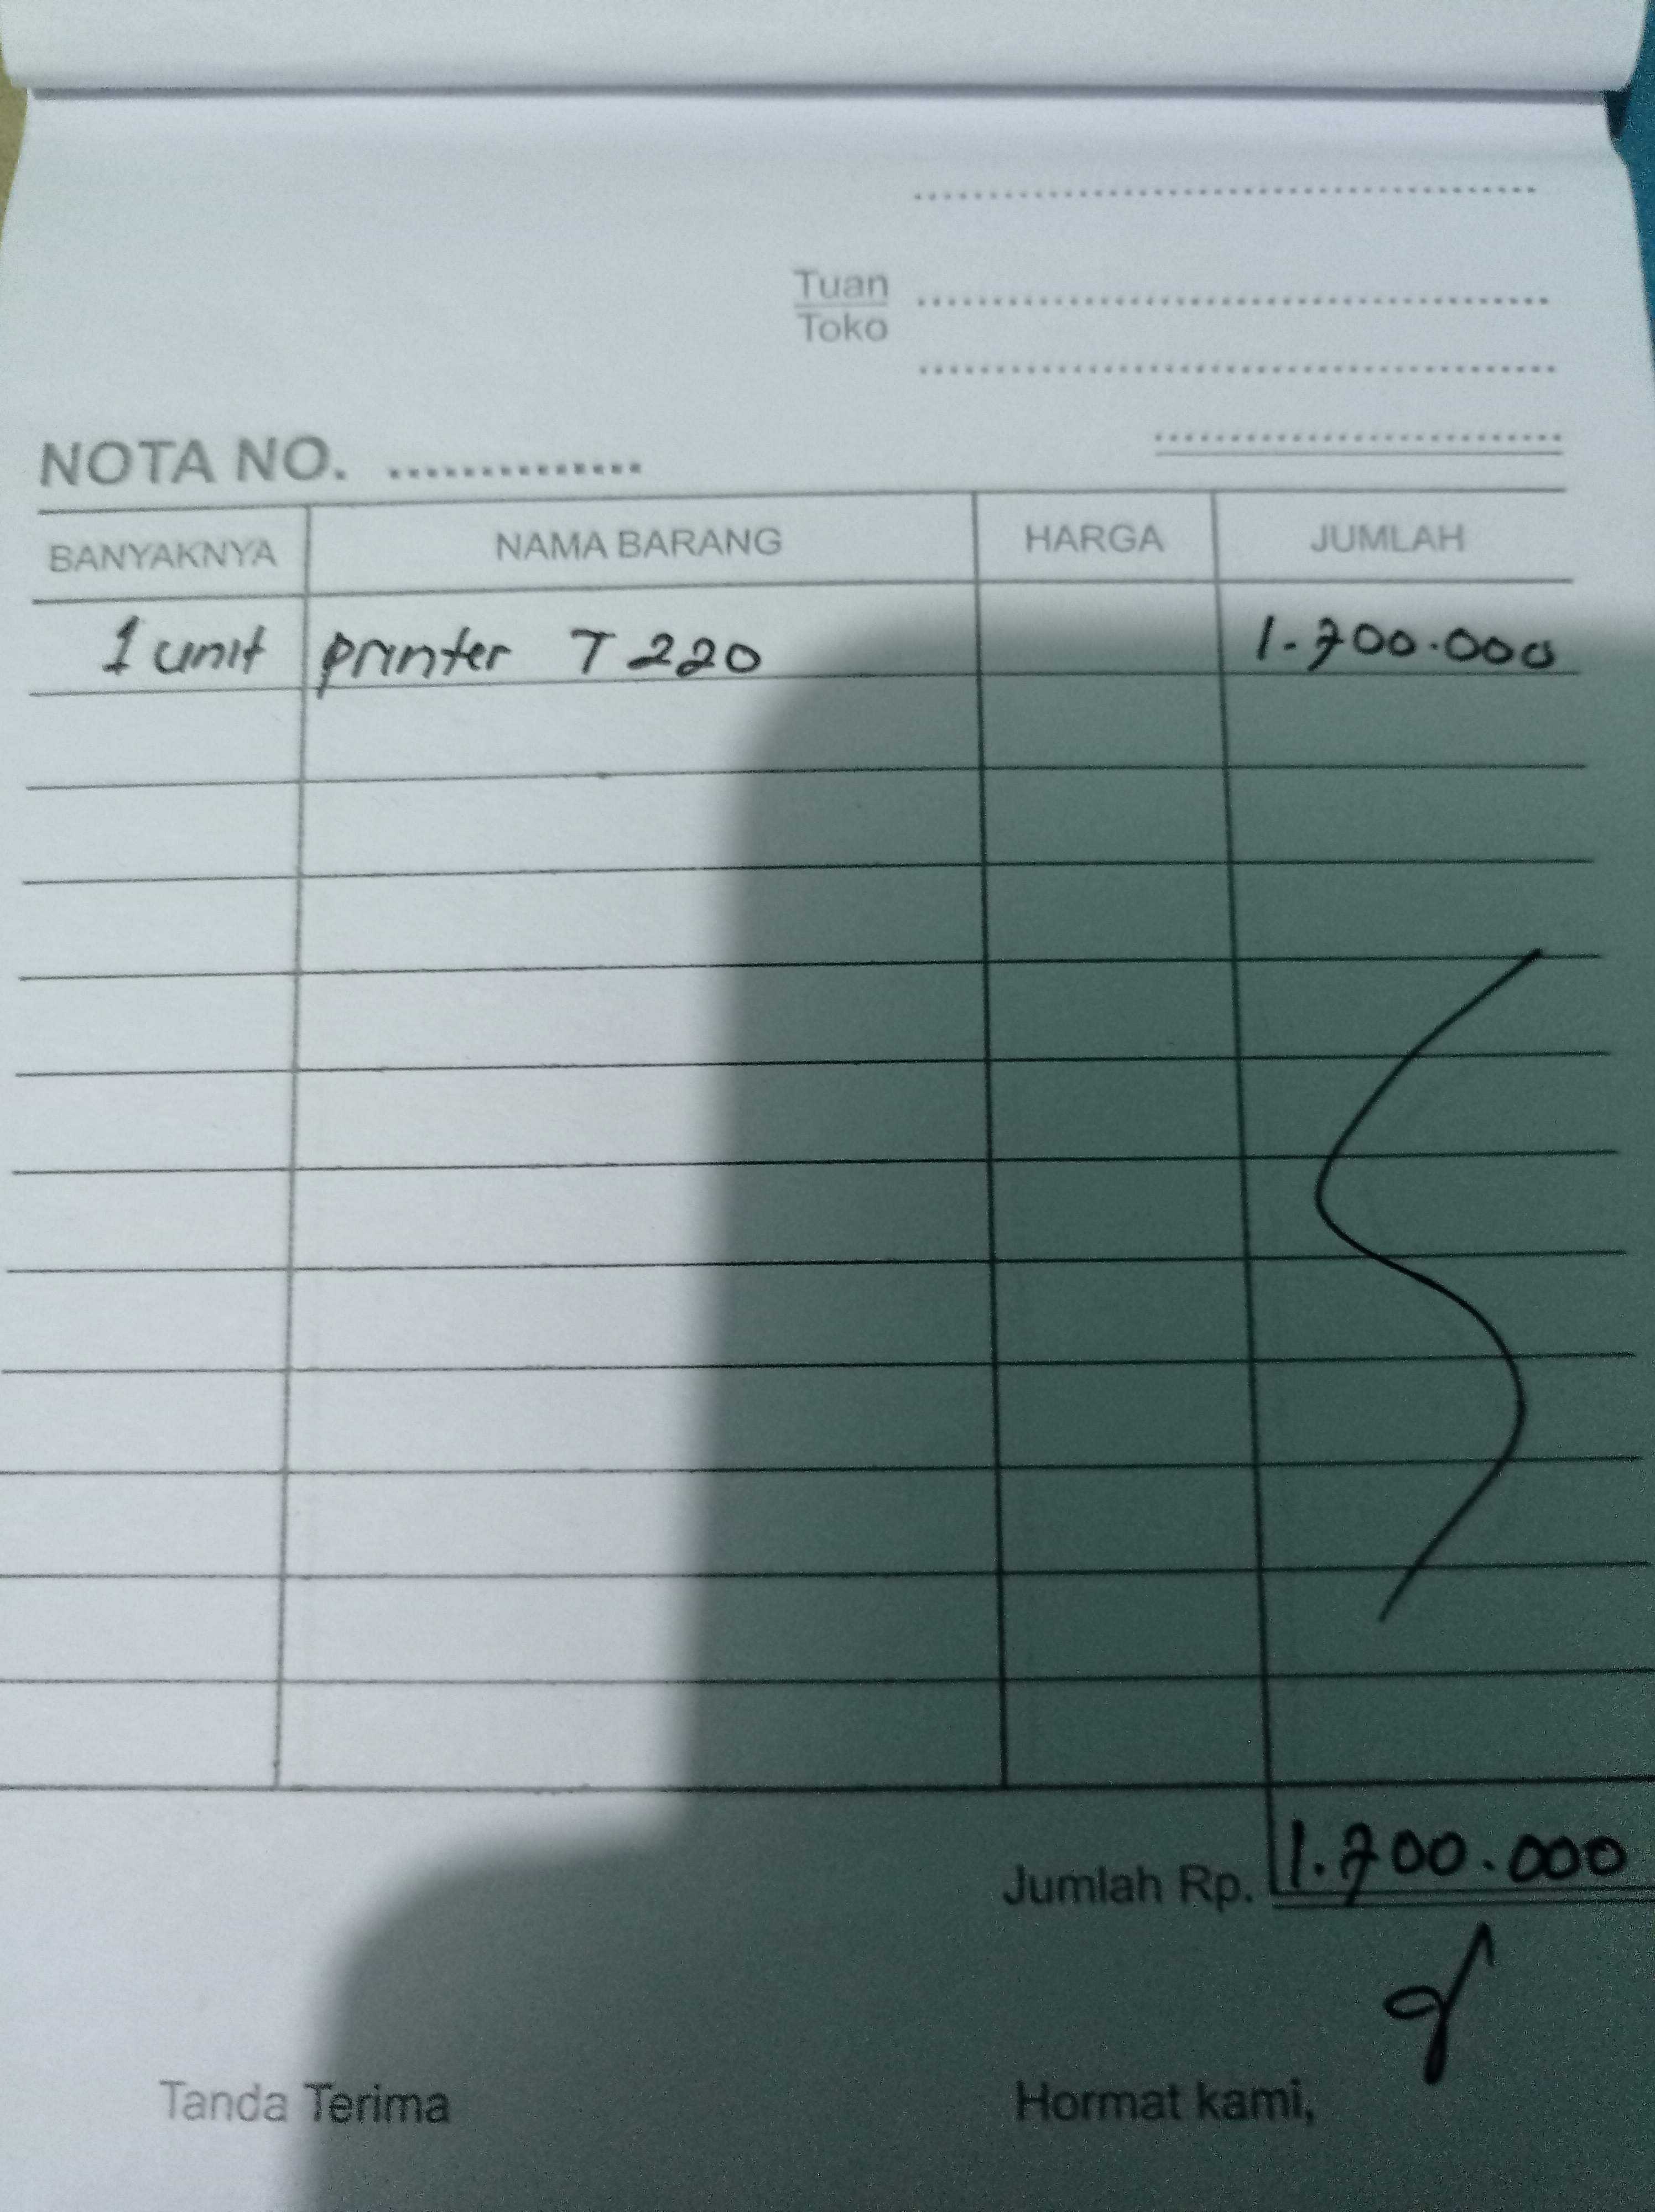 Tuan
Toko
NOTA NO. ..............
BANYAKNYA NAMA BARANG HARGA JUMLAH
1 unit printer T 220 1.700.000
Jumlah Rp. 1.700.000
Tanda Terima Hormat kami,